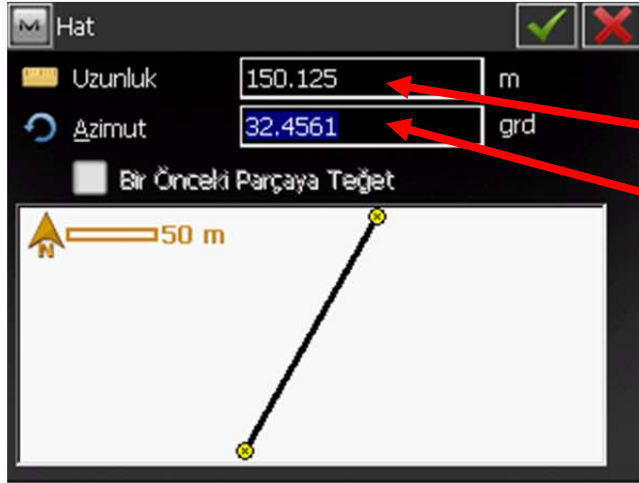 Hat
Uzunluk 150.125 m
Azimut 32.4561 grd
Bir Önceki Parçaya Teğet
50 m
N